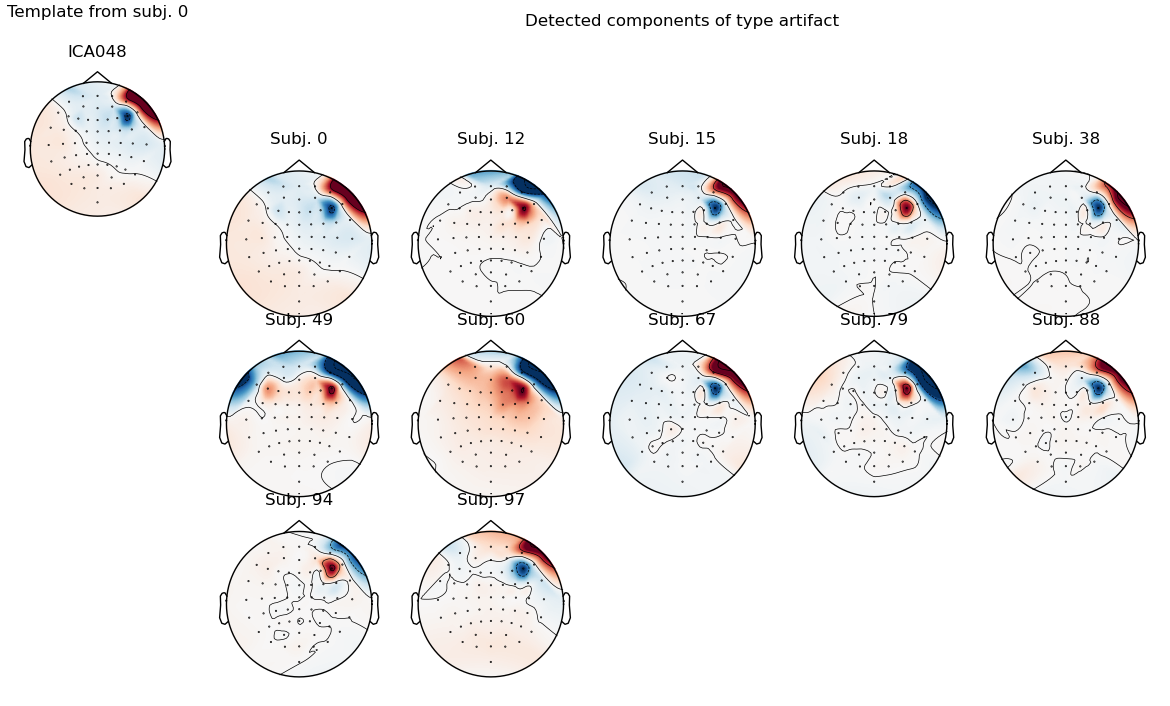 Template from subj. 0
Detected components of type artifact
ICA048
Subj. 0
Subj. 12
Subj. 15
Subj. 18
Subj. 38
Subj. 49
Subj. 60
Subj. 67
Subj. 79
Subj. 88
Subj. 94
Subj. 97